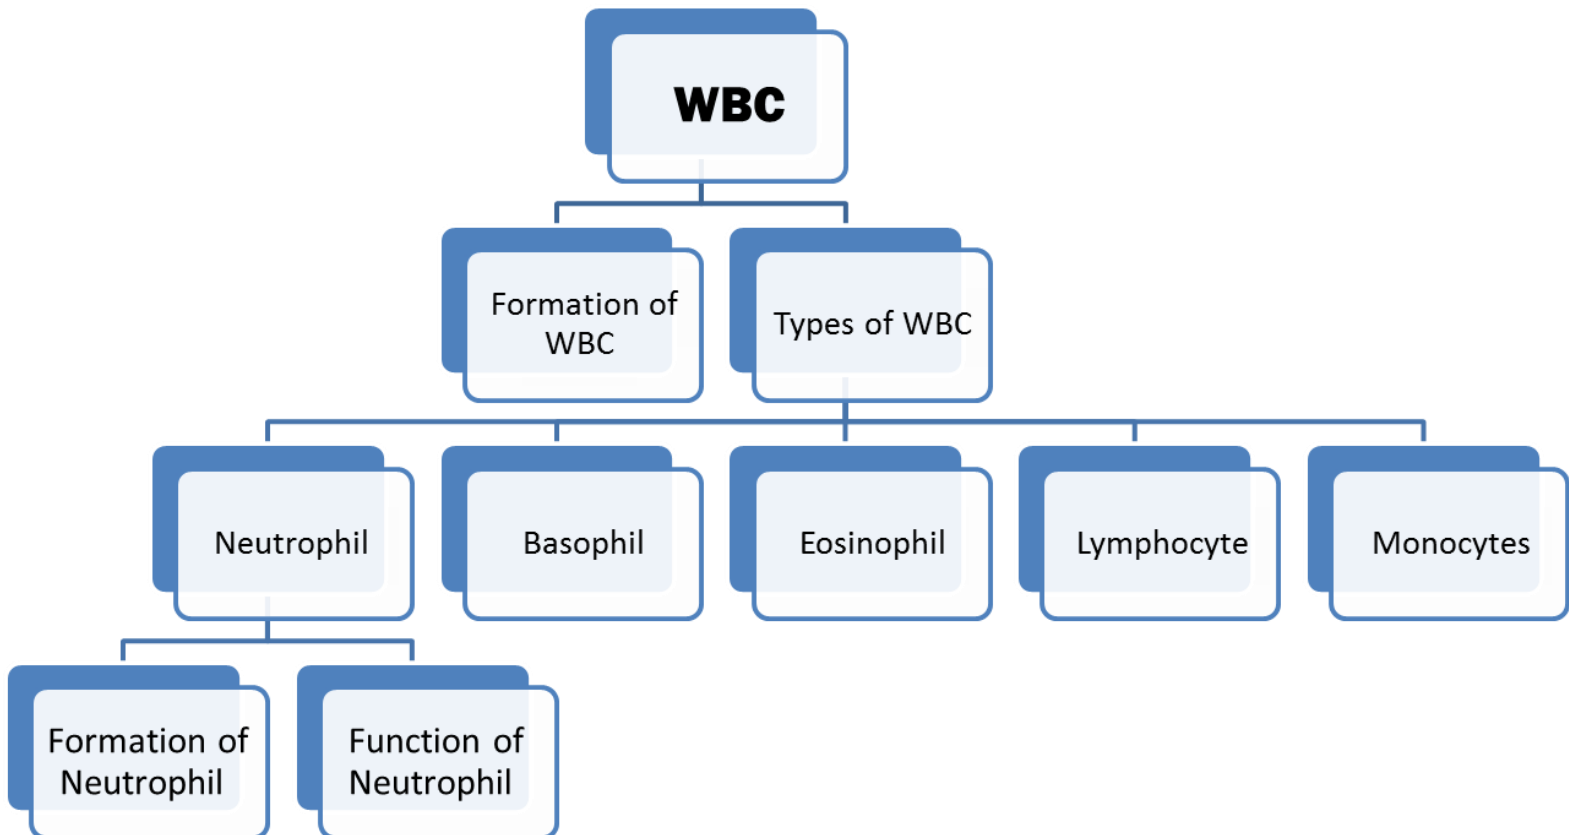 WBC
Formation of
WBC
Types of WBC
Neutrophil
Basophil
Eosinophil
Lymphocyte
Monocytes
Formation of
Neutrophil
Function of
Neutrophil